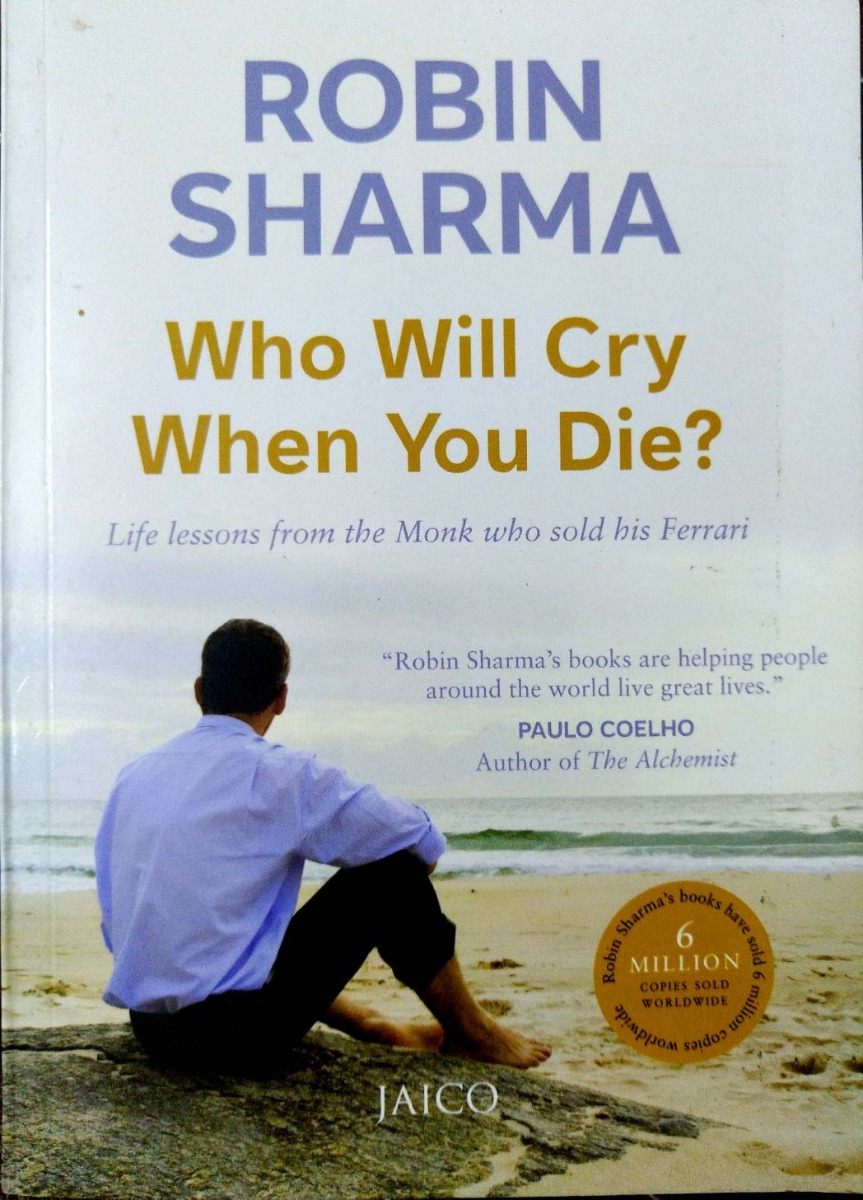 ROBIN
SHARMA
Who Will Cry
When You Die?
Life lessons from the Monk who sold his Ferrari
“Robin Sharma’s books are helping people
around the world live great lives.”
PAULO COELHO
Author of The Alchemist
Robin Sharma’s books have sold 6 million copies worldwide
6
MILLION
COPIES SOLD
WORLDWIDE
JAICO